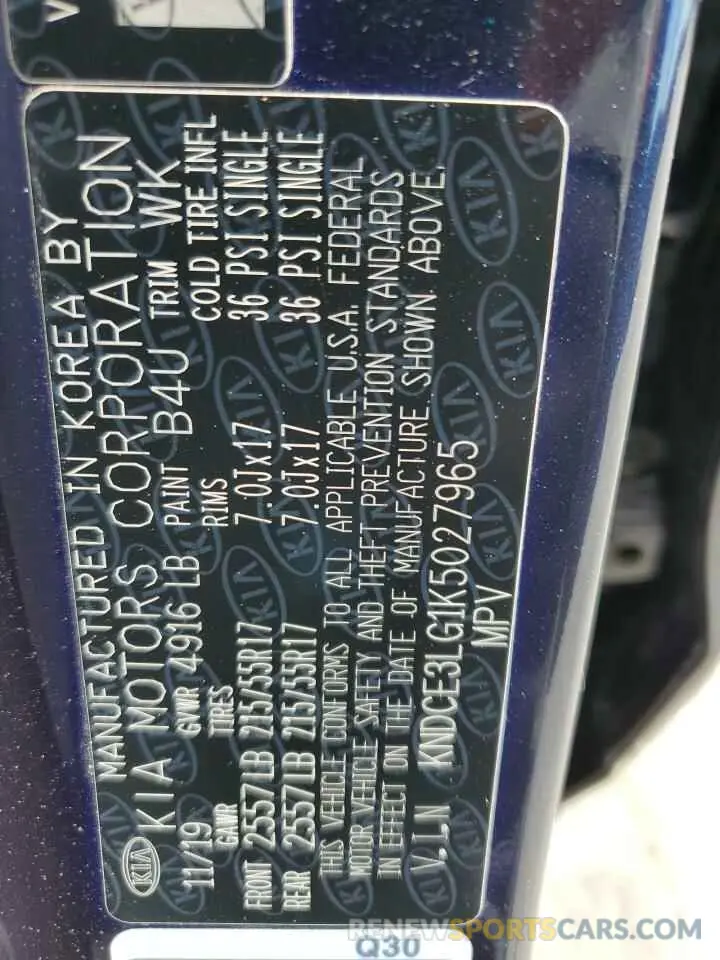 V
MANUFACTURED IN KOREA BY
KIA
KIA MOTORS CORPORATION
11/19 GVWR 4916 LB PAINT B4U TRIM WK
GAWR TIRES RIMS COLD TIRE.INFL
FRONT 2557LB 215/55R17 7.0Jx17 36 PSI SINGLE
REAR 2557LB 215/55R17 7.0Jx17 36 PSI SINGLE
THIS VEHICLE CONFORMS TO ALL APPLICABLE U.S.A. FEDERAL
MOTOR VEHICLE SAFETY AND THEFT PREVENTION STANDARDS
IN EFFECT ON THE DATE OF MANUFACTURE SHOWN ABOVE.
V.I.N KNDCE3LG1K5027965
MPV
Q30
RENEWSPORTSCARS.COM